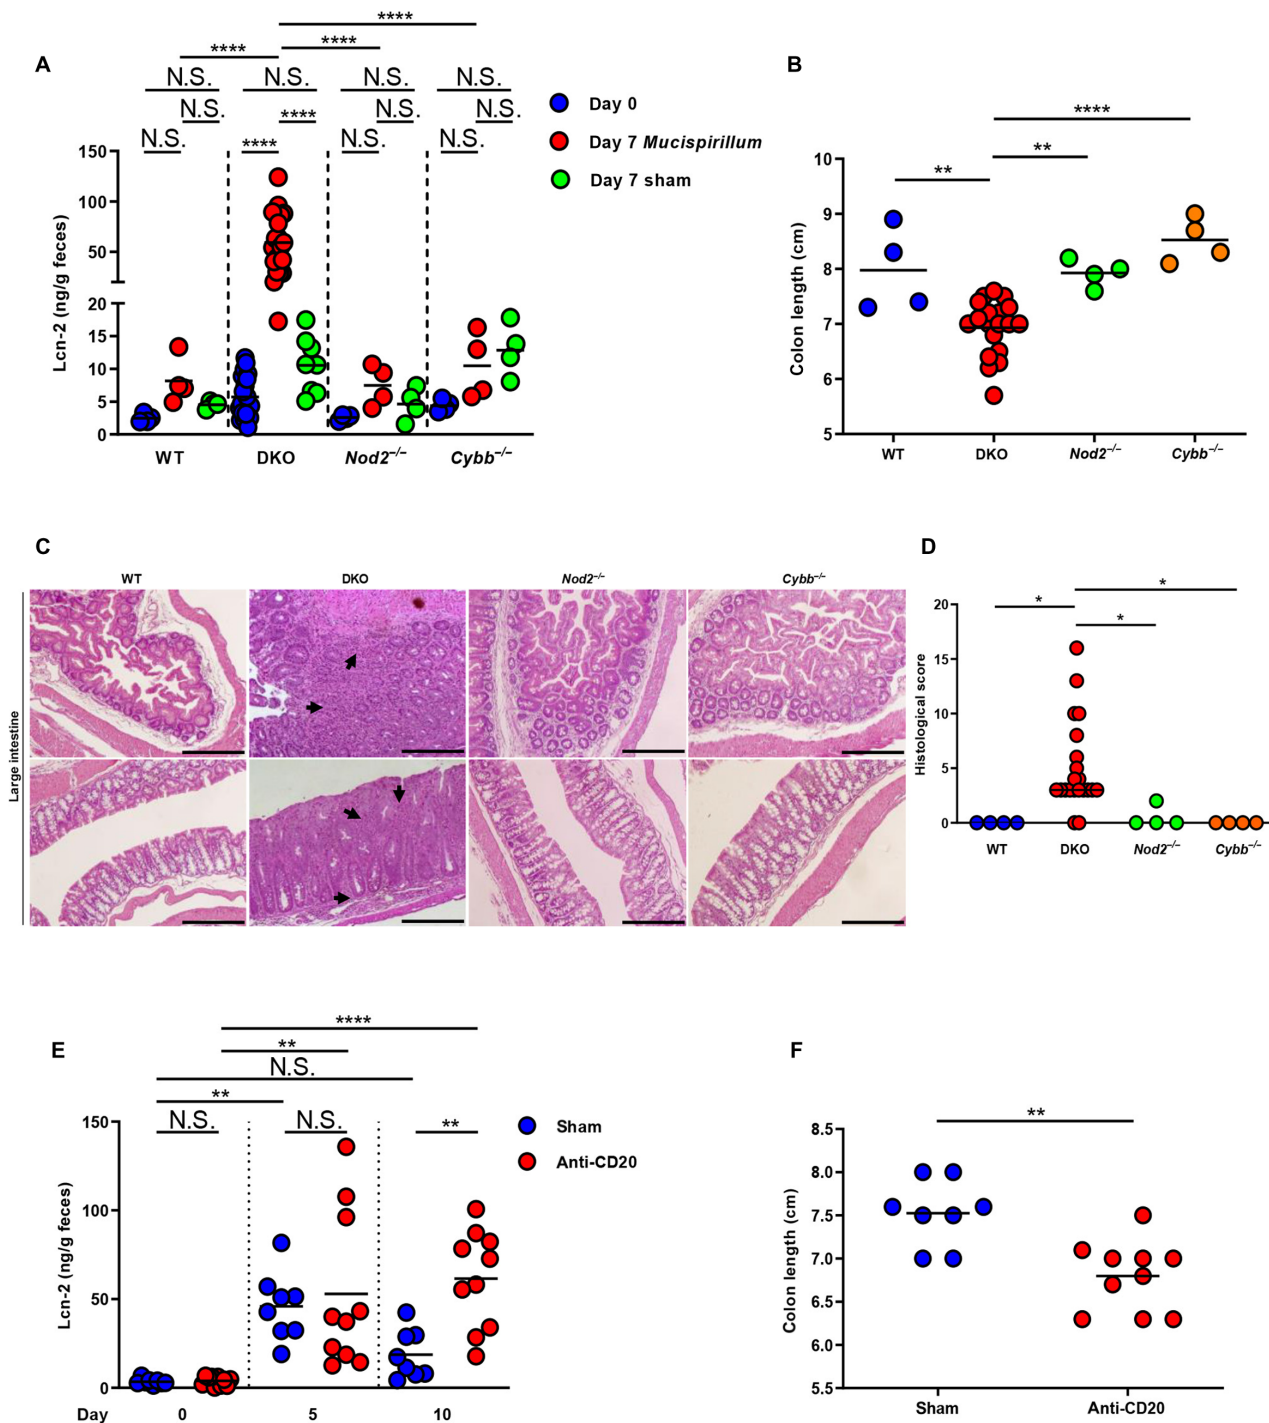 A
****
****
****
N.S. N.S. N.S. N.S.
N.S. **** N.S. N.S.
N.S. **** N.S. N.S.
Lcn-2 (ng/g feces)
150
100
50
20
15
10
5
0
WT DKO Nod2⁻/⁻ Cybb⁻/⁻
Day 0
Day 7 Mucispirillum
Day 7 sham
B
****
**
**
Colon length (cm)
10
9
8
7
6
5
WT DKO Nod2⁻/⁻ Cybb⁻/⁻
C
WT DKO Nod2⁻/⁻ Cybb⁻/⁻
Large intestine
D
*
*
*
Histological score
20
15
10
5
0
WT DKO Nod2⁻/⁻ Cybb⁻/⁻
E
****
**
N.S.
**
N.S. N.S. **
Lcn-2 (ng/g feces)
150
100
50
0
Day 0 5 10
Sham
Anti-CD20
F
**
Colon length (cm)
8.5
8.0
7.5
7.0
6.5
6.0
5.5
Sham Anti-CD20